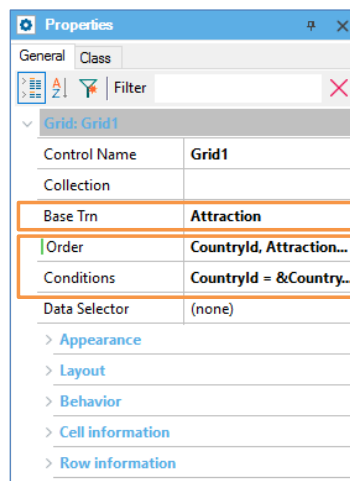 Properties
General Class
Filter
Grid: Grid1
Control Name Grid1
Collection
Base Trn Attraction
Order CountryId, Attraction...
Conditions CountryId = &Country...
Data Selector (none)
Appearance
Layout
Behavior
Cell information
Row information